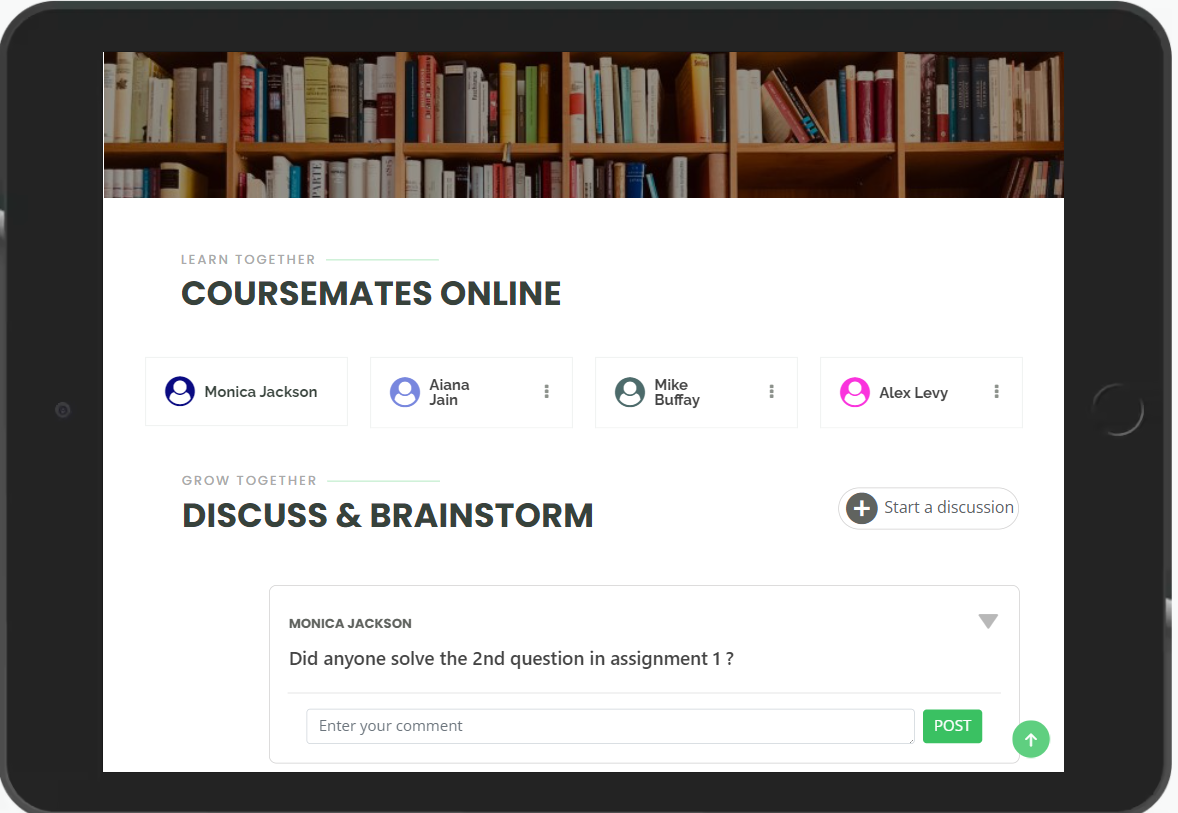 LEARN TOGETHER
COURSEMATES ONLINE
Monica Jackson
Aiana
Jain
Mike
Buffay
Alex Levy
GROW TOGETHER
DISCUSS & BRAINSTORM
Start a discussion
MONICA JACKSON
Did anyone solve the 2nd question in assignment 1 ?
Enter your comment
POST